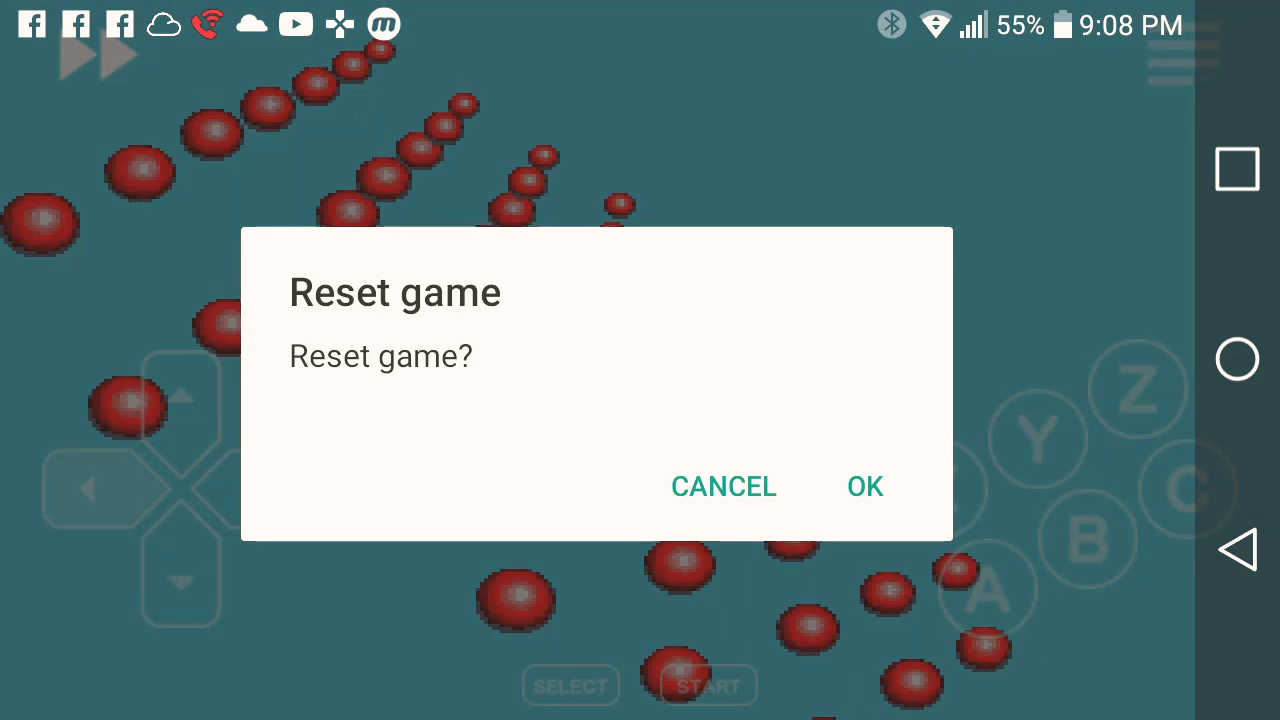 55% 9:08 PM
Reset game
Reset game?
CANCEL OK
Z
Y
C
B
A
SELECT START